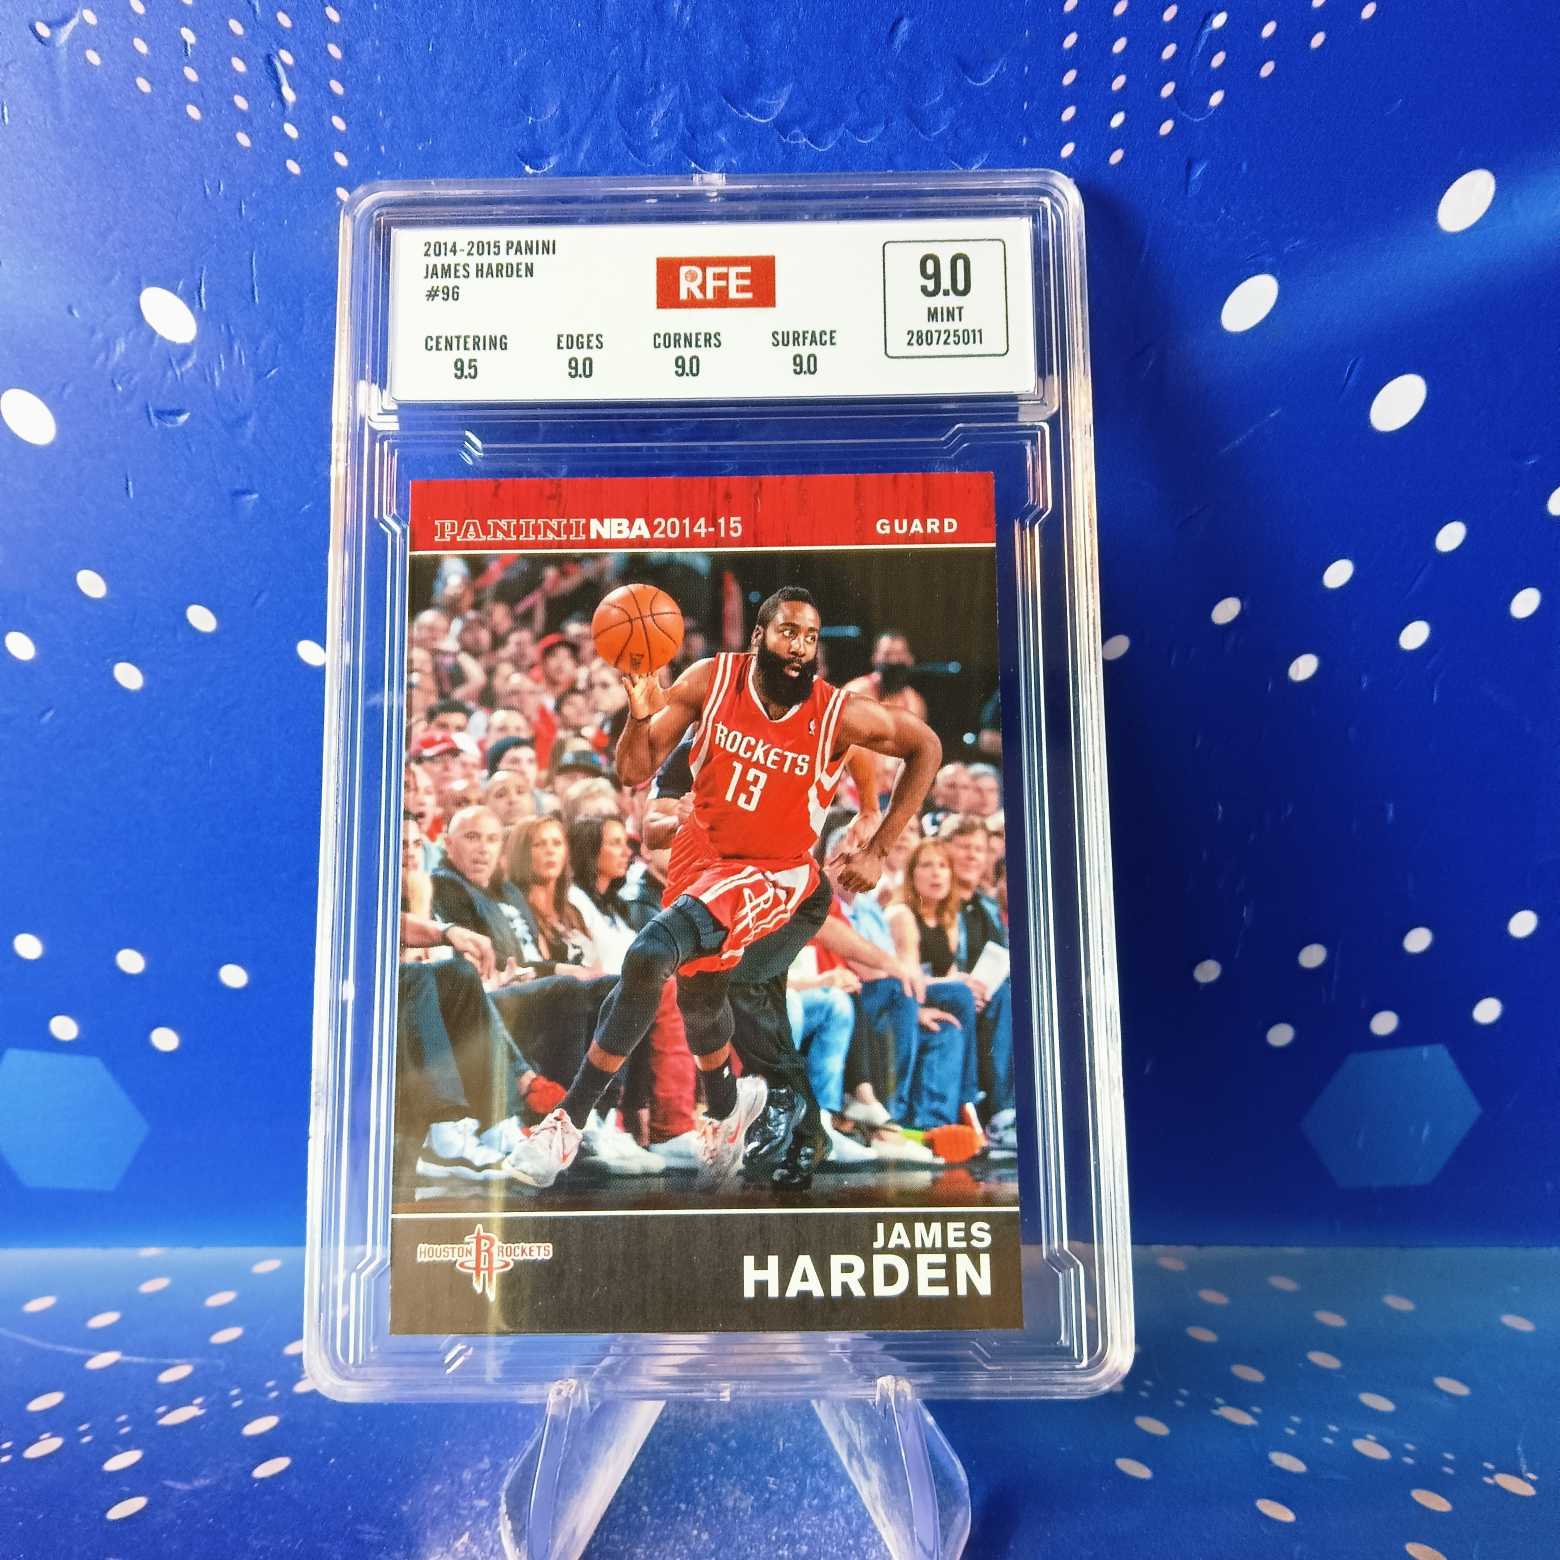 2014-2015 PANINI
JAMES HARDEN
#96
RFE
9.0
MINT
280725011
CENTERING EDGES CORNERS SURFACE
9.5 9.0 9.0 9.0
PANINI NBA 2014-15 GUARD
ROCKETS
13
HOUSTON ROCKETS
JAMES
HARDEN